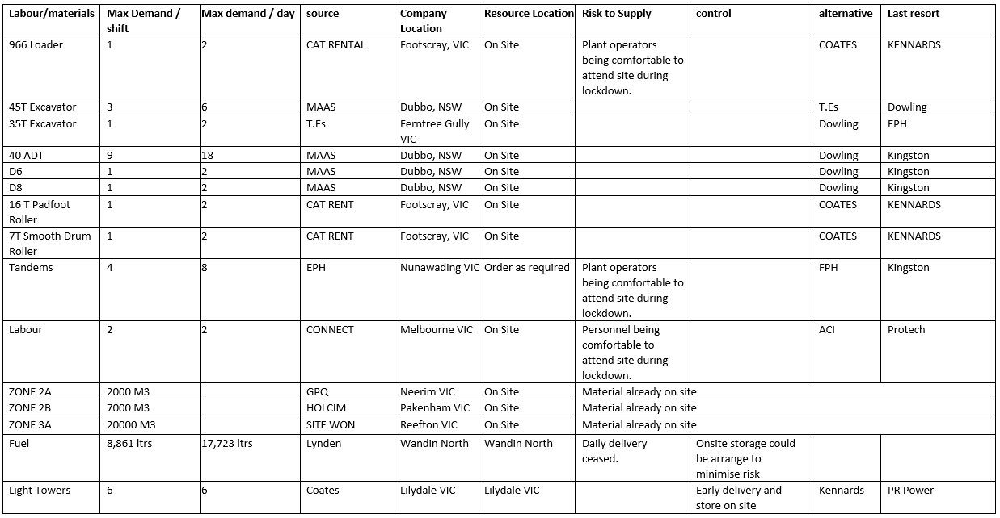 Labour/materials Max Demand / shift Max demand / day source Company Location Resource Location Risk to Supply control alternative Last resort
966 Loader 1 2 CAT RENTAL Footscray, VIC On Site Plant operators being comfortable to attend site during lockdown. COATES KENNARDS
45T Excavator 3 6 MAAS Dubbo, NSW On Site T.Es Dowling
35T Excavator 1 2 T.Es Ferntree Gully VIC On Site Dowling EPH
40 ADT 9 18 MAAS Dubbo, NSW On Site Dowling Kingston
D6 1 2 MAAS Dubbo, NSW On Site Dowling Kingston
D8 1 2 MAAS Dubbo, NSW On Site Dowling Kingston
16 T Padfoot Roller 1 2 CAT RENT Footscray, VIC On Site COATES KENNARDS
7T Smooth Drum Roller 1 2 CAT RENT Footscray, VIC On Site COATES KENNARDS
Tandems 4 8 EPH Nunawading VIC Order as required Plant operators being comfortable to attend site during lockdown. FPH Kingston
Labour 2 2 CONNECT Melbourne VIC On Site Personnel being comfortable to attend site during lockdown. ACI Protech
ZONE 2A 2000 M3 GPQ Neerim VIC On Site Material already on site
ZONE 2B 7000 M3 HOLCIM Pakenham VIC On Site Material already on site
ZONE 3A 20000 M3 SITE WON Reefton VIC On Site Material already on site
Fuel 8,861 ltrs 17,723 ltrs Lynden Wandin North Wandin North Daily delivery ceased. Onsite storage could be arrange to minimise risk
Light Towers 6 6 Coates Lilydale VIC Lilydale VIC Early delivery and store on site Kennards PR Power